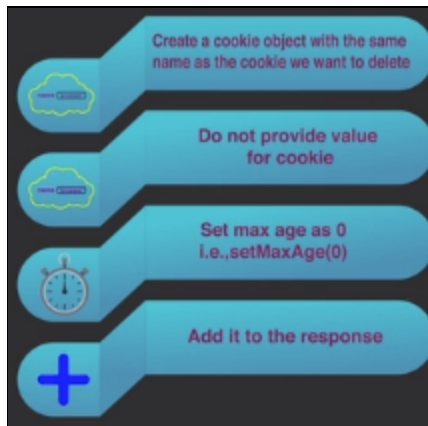 Create a cookie object with the same
name as the cookie we want to delete
Do not provide value
for cookie
Set max age as 0
i.e.,setMaxAge(0)
Add it to the response